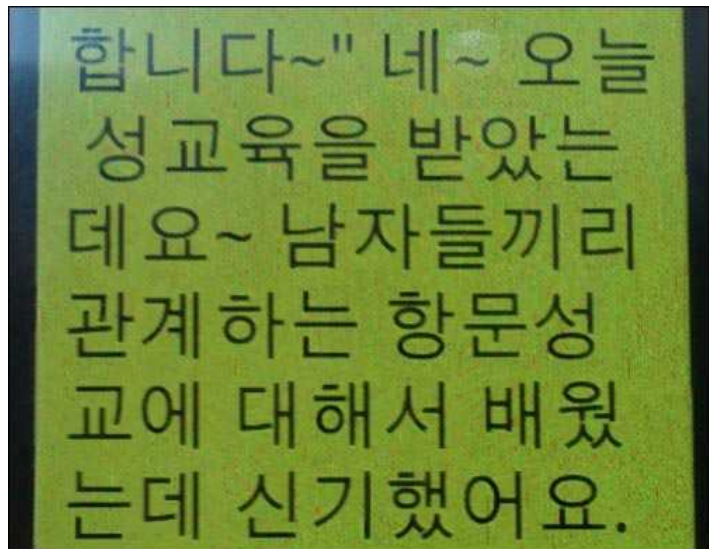 합니다~" 네~ 오늘
성교육을 받았는
데요~ 남자들끼리
관계하는 항문성
교에 대해서 배웠
는데 신기했어요.